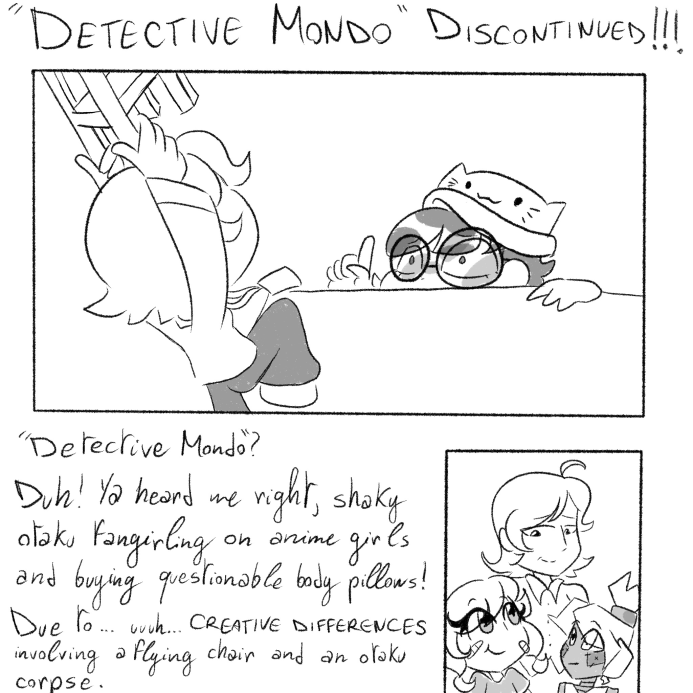 "DETECTIVE MONDO" DISCONTINUED!!!
"Detective Mondo"?
Duh! Ya heard me right, shaky
otaku fangirling on anime girls
and buying questionable body pillows!
Due to... uuuh... CREATIVE DIFFERENCES
involving a flying chair and an otaku
corpse.